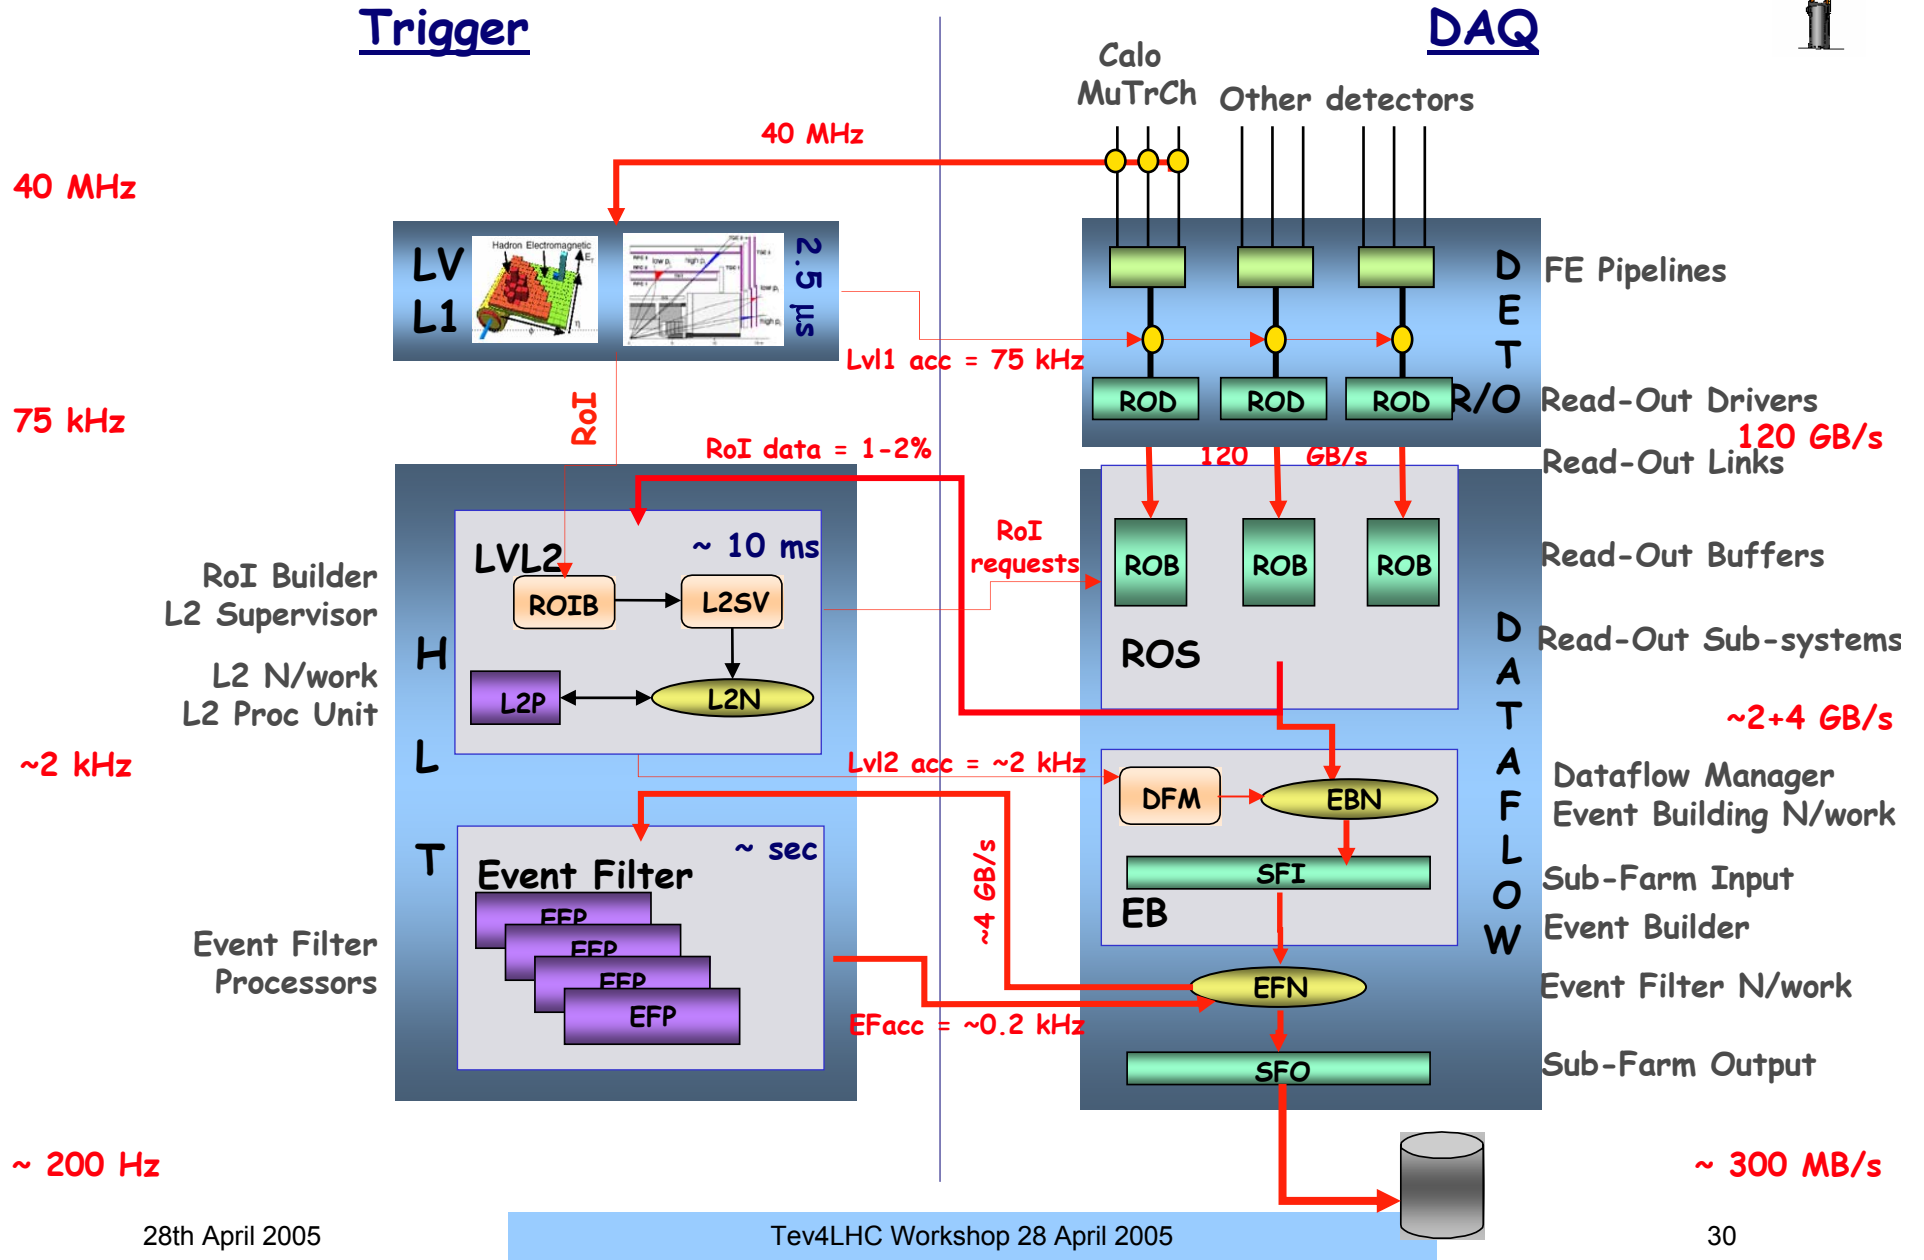 Trigger
DAQ
Calo
MuTrCh
Other detectors
40 MHz
40 MHz
LV
L1
Hadron Electromagnetic
2.5 μs
low p
high p
low p
high p
D
E
T
R/O
FE Pipelines
Lvl1 acc = 75 kHz
ROD
ROD
ROD
Read-Out Drivers
75 kHz
RoI
RoI data = 1-2%
120 GB/s
120 GB/s
Read-Out Links
LVL2
~ 10 ms
RoI
requests
ROB
ROB
ROB
Read-Out Buffers
RoI Builder
L2 Supervisor
ROIB
L2SV
H
L
T
ROS
D
A
T
A
F
L
O
W
Read-Out Sub-systems
L2 N/work
L2 Proc Unit
L2P
L2N
~2+4 GB/s
~2 kHz
Lvl2 acc = ~2 kHz
DFM
EBN
Dataflow Manager
Event Building N/work
~ sec
Event Filter
~4 GB/s
SFI
EB
Sub-Farm Input
Event Builder
EFP
EFP
EFP
EFP
Event Filter
Processors
EFN
Event Filter N/work
EFacc = ~0.2 kHz
SFO
Sub-Farm Output
~ 200 Hz
~ 300 MB/s
28th April 2005
Tev4LHC Workshop 28 April 2005
30